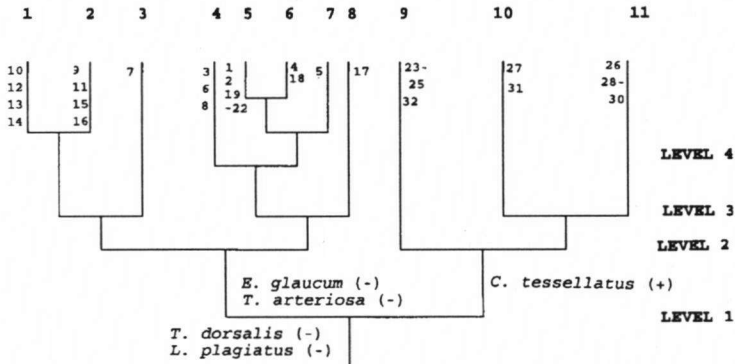 1 2 3 4 5 6 7 8 9 10 11
10 9 7 3 1 4 5 17 23- 27 26
12 11 2 18 25 31 28-
13 15 6 19 32 30
14 16 8 -22
LEVEL 4
LEVEL 3
LEVEL 2
E. glaucum (-) C. tessellatus (+)
T. arteriosa (-)
LEVEL 1
T. dorsalis (-)
L. plagiatus (-)